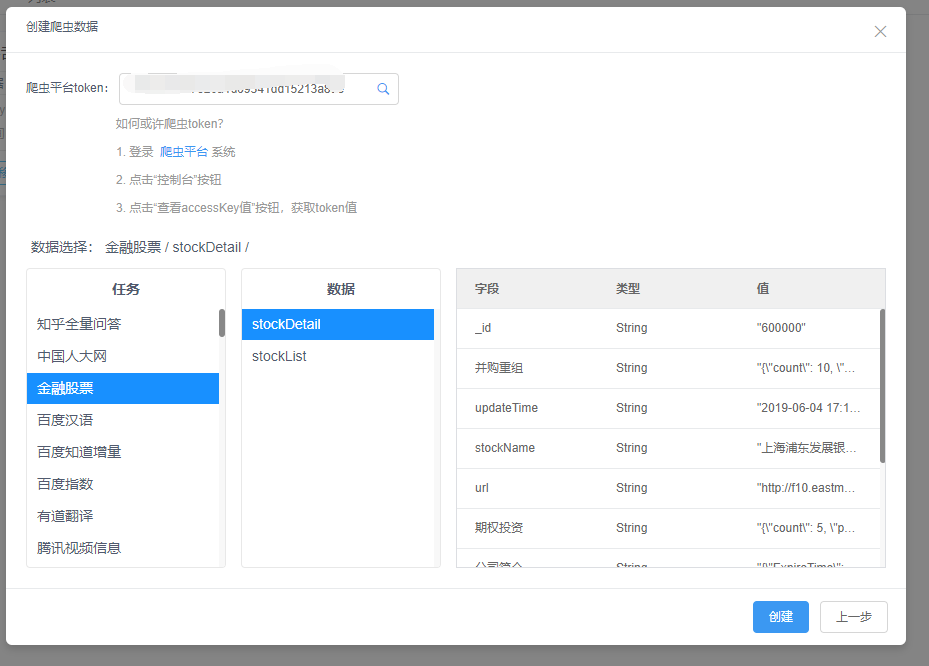 创建爬虫数据
爬虫平台token:
如何或许爬虫token?
1. 登录 爬虫平台 系统
2. 点击“控制台”按钮
3. 点击“查看accessKey值”按钮，获取token值
数据选择： 金融股票 / stockDetail /
任务
知乎全量问答
中国人大网
金融股票
百度汉语
百度知道增量
百度指数
有道翻译
腾讯视频信息
数据
stockDetail
stockList
字段 类型 值
_id String "600000"
并购重组 String "{\"count\": 10, \"...
updateTime String "2019-06-04 17:1...
stockName String "上海浦东发展银...
url String "http://f10.eastm...
期权投资 String "{\"count\": 5, \"p...
公司简介 String "{\"ExpireTime\":
创建 上一步